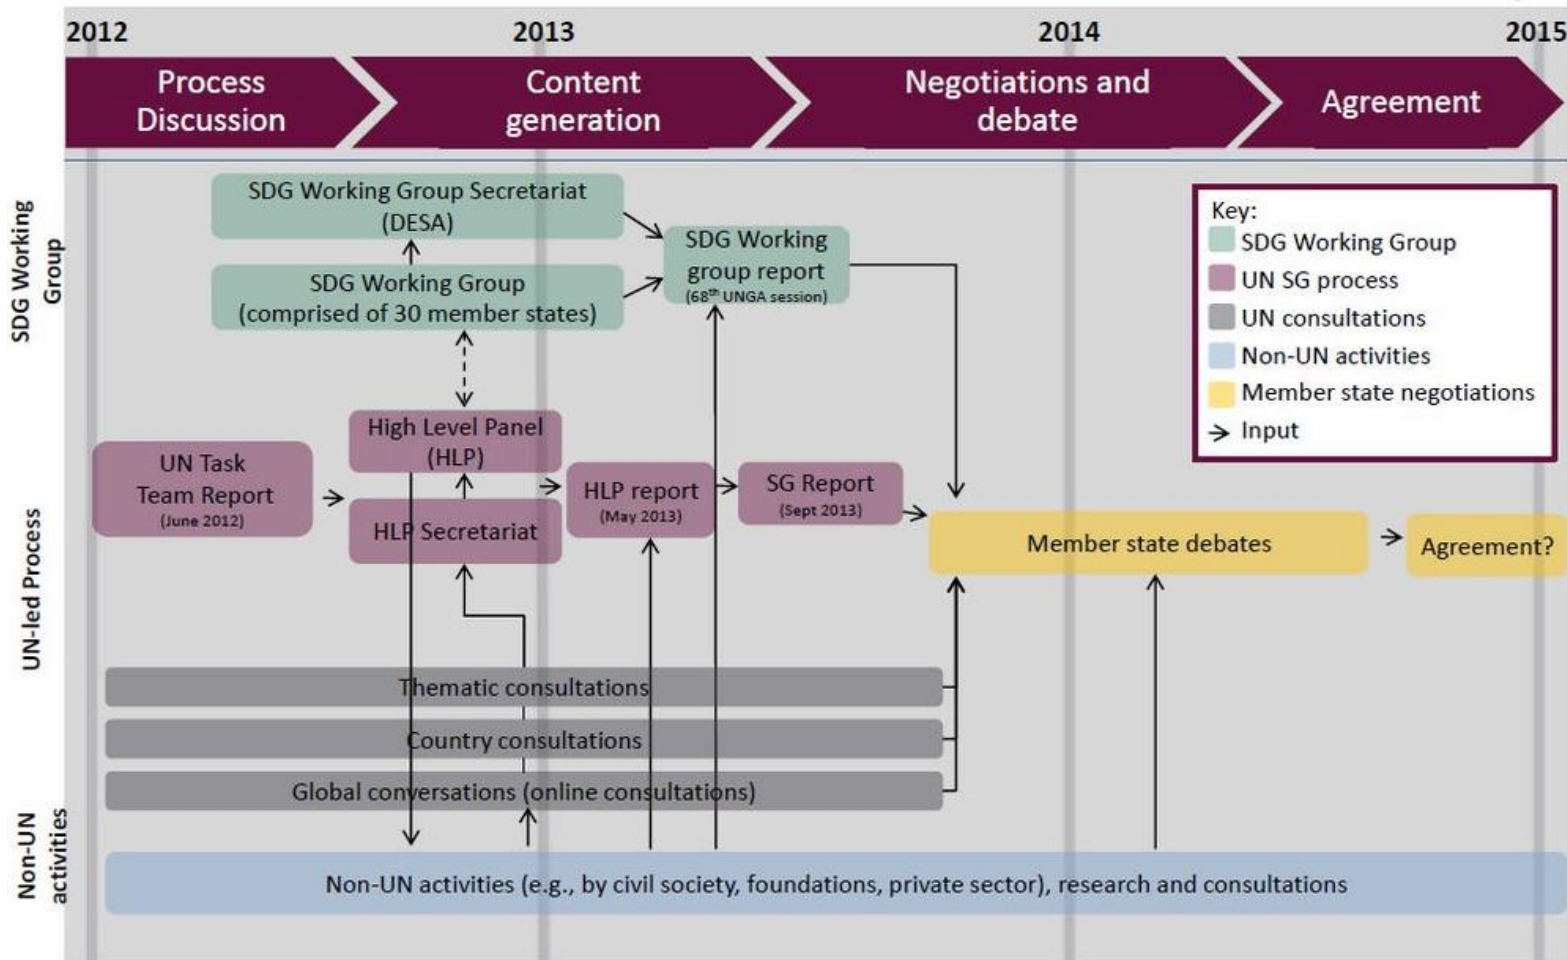 2012
2013
2014
2015
Process
Discussion
Content
generation
Negotiations and
debate
Agreement
SDG Working
Group
SDG Working Group Secretariat
(DESA)
SDG Working Group
(comprised of 30 member states)
SDG Working
group report
(68th UNGA session)
Key:
SDG Working Group
UN SG process
UN consultations
Non-UN activities
Member state negotiations
Input
UN-led Process
UN Task
Team Report
(June 2012)
High Level Panel
(HLP)
HLP Secretariat
HLP report
(May 2013)
SG Report
(Sept 2013)
Member state debates
Agreement?
Thematic consultations
Country consultations
Global conversations (online consultations)
Non-UN
activities
Non-UN activities (e.g., by civil society, foundations, private sector), research and consultations